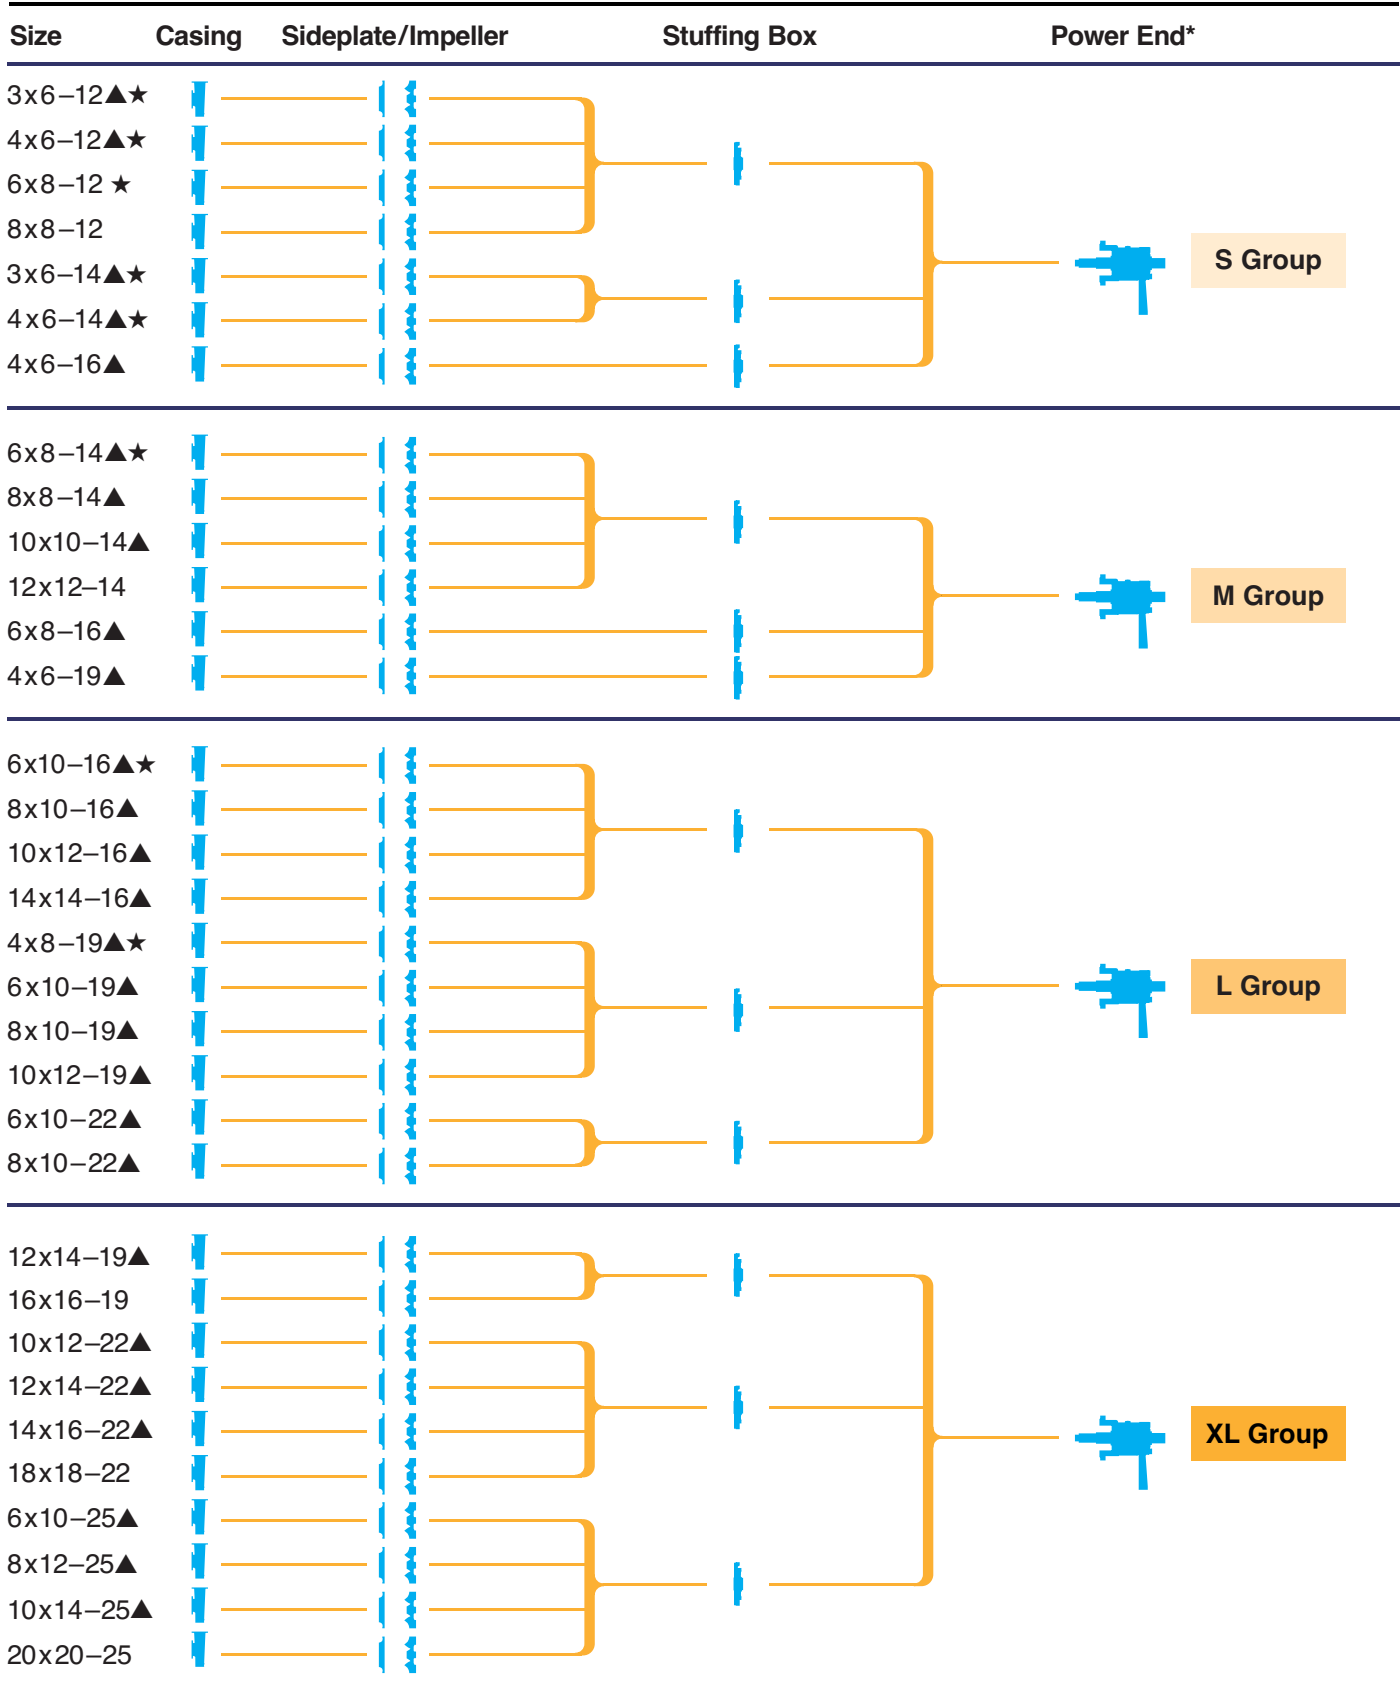 Size Casing Sideplate/Impeller Stuffing Box Power End*
3x6–12▲★
4x6–12▲★
6x8–12 ★
8x8–12
3x6–14▲★
S Group
4x6–14▲★
4x6–16▲
6x8–14▲★
8x8–14▲
10x10–14▲
12x12–14
M Group
6x8–16▲
4x6–19▲
6x10–16▲★
8x10–16▲
10x12–16▲
14x14–16▲
4x8–19▲★
6x10–19▲
L Group
8x10–19▲
10x12–19▲
6x10–22▲
8x10–22▲
12x14–19▲
16x16–19
10x12–22▲
12x14–22▲
14x16–22▲
XL Group
18x18–22
6x10–25▲
8x12–25▲
10x14–25▲
20x20–25